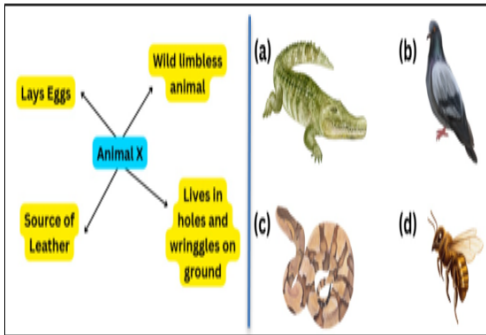 Lays Eggs
Wild limbless
animal
Animal X
Source of
Leather
Lives in
holes and
wringgles on
ground
(a)
(b)
(c)
(d)